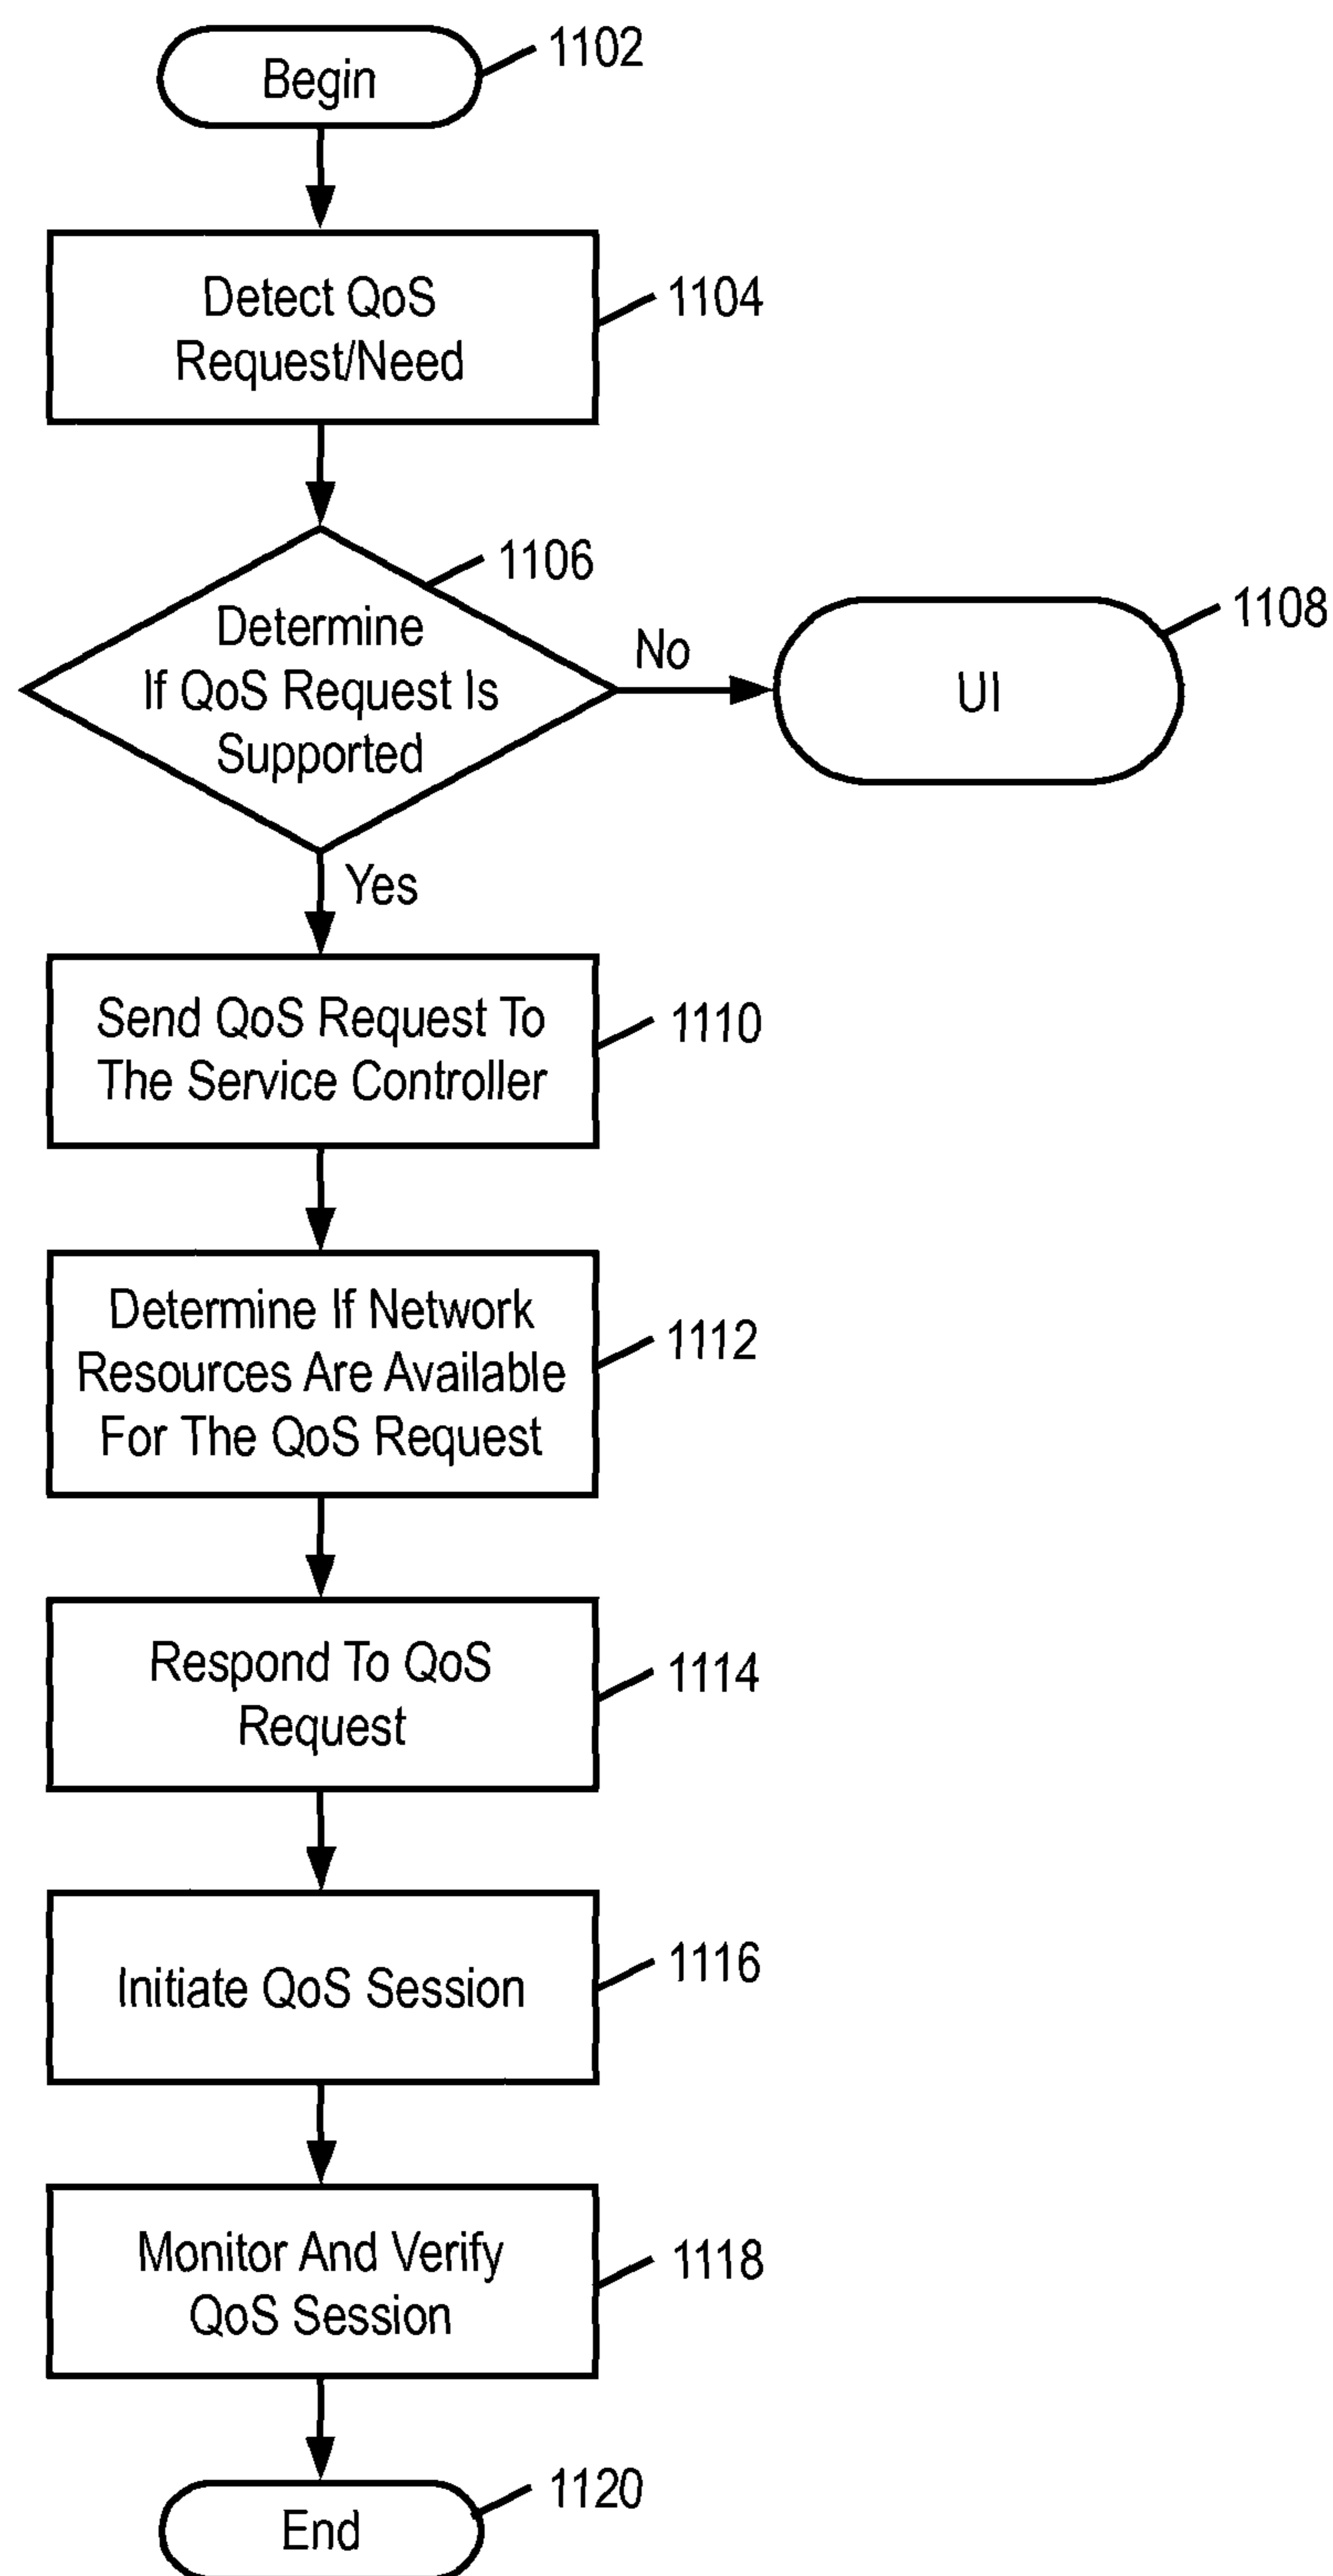 Begin
1102
Detect QoS
Request/Need
1104
1106
Determine
If QoS Request Is
Supported
No
UI
1108
Yes
Send QoS Request To
The Service Controller
1110
Determine If Network
Resources Are Available
For The QoS Request
1112
Respond To QoS
Request
1114
Initiate QoS Session
1116
Monitor And Verify
QoS Session
1118
End
1120